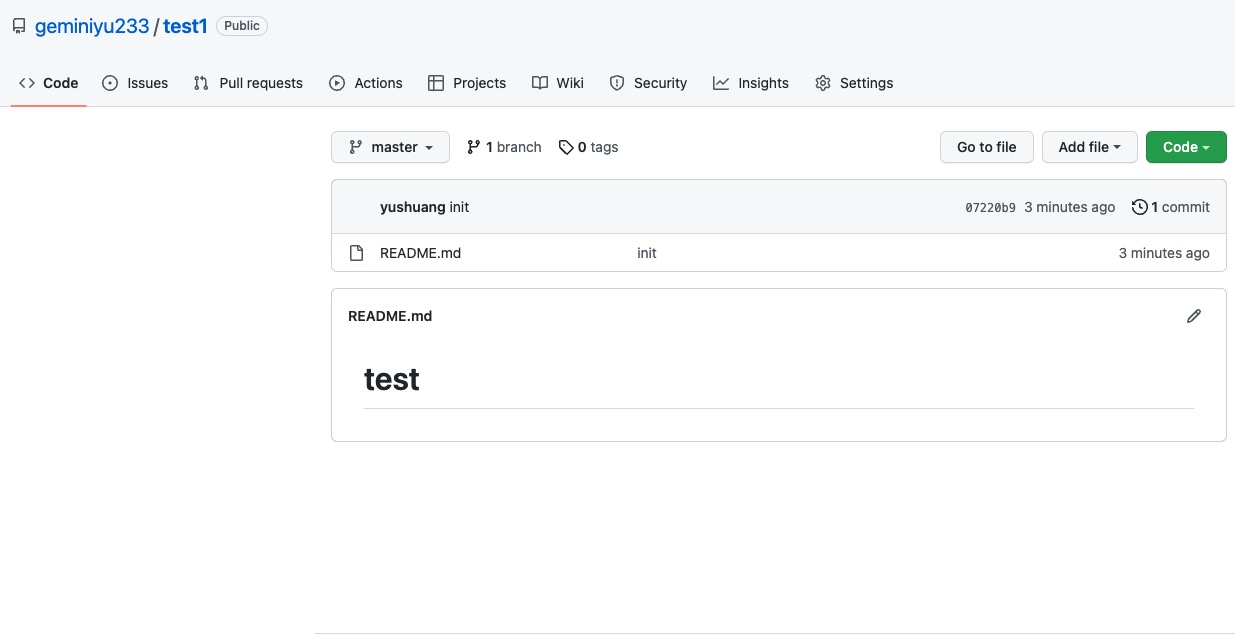 geminiyu233 / test1 Public
Code Issues Pull requests Actions Projects Wiki Security Insights Settings
master 1 branch 0 tags Go to file Add file Code
yushuang init 07220b9 3 minutes ago 1 commit
README.md init 3 minutes ago
README.md
test